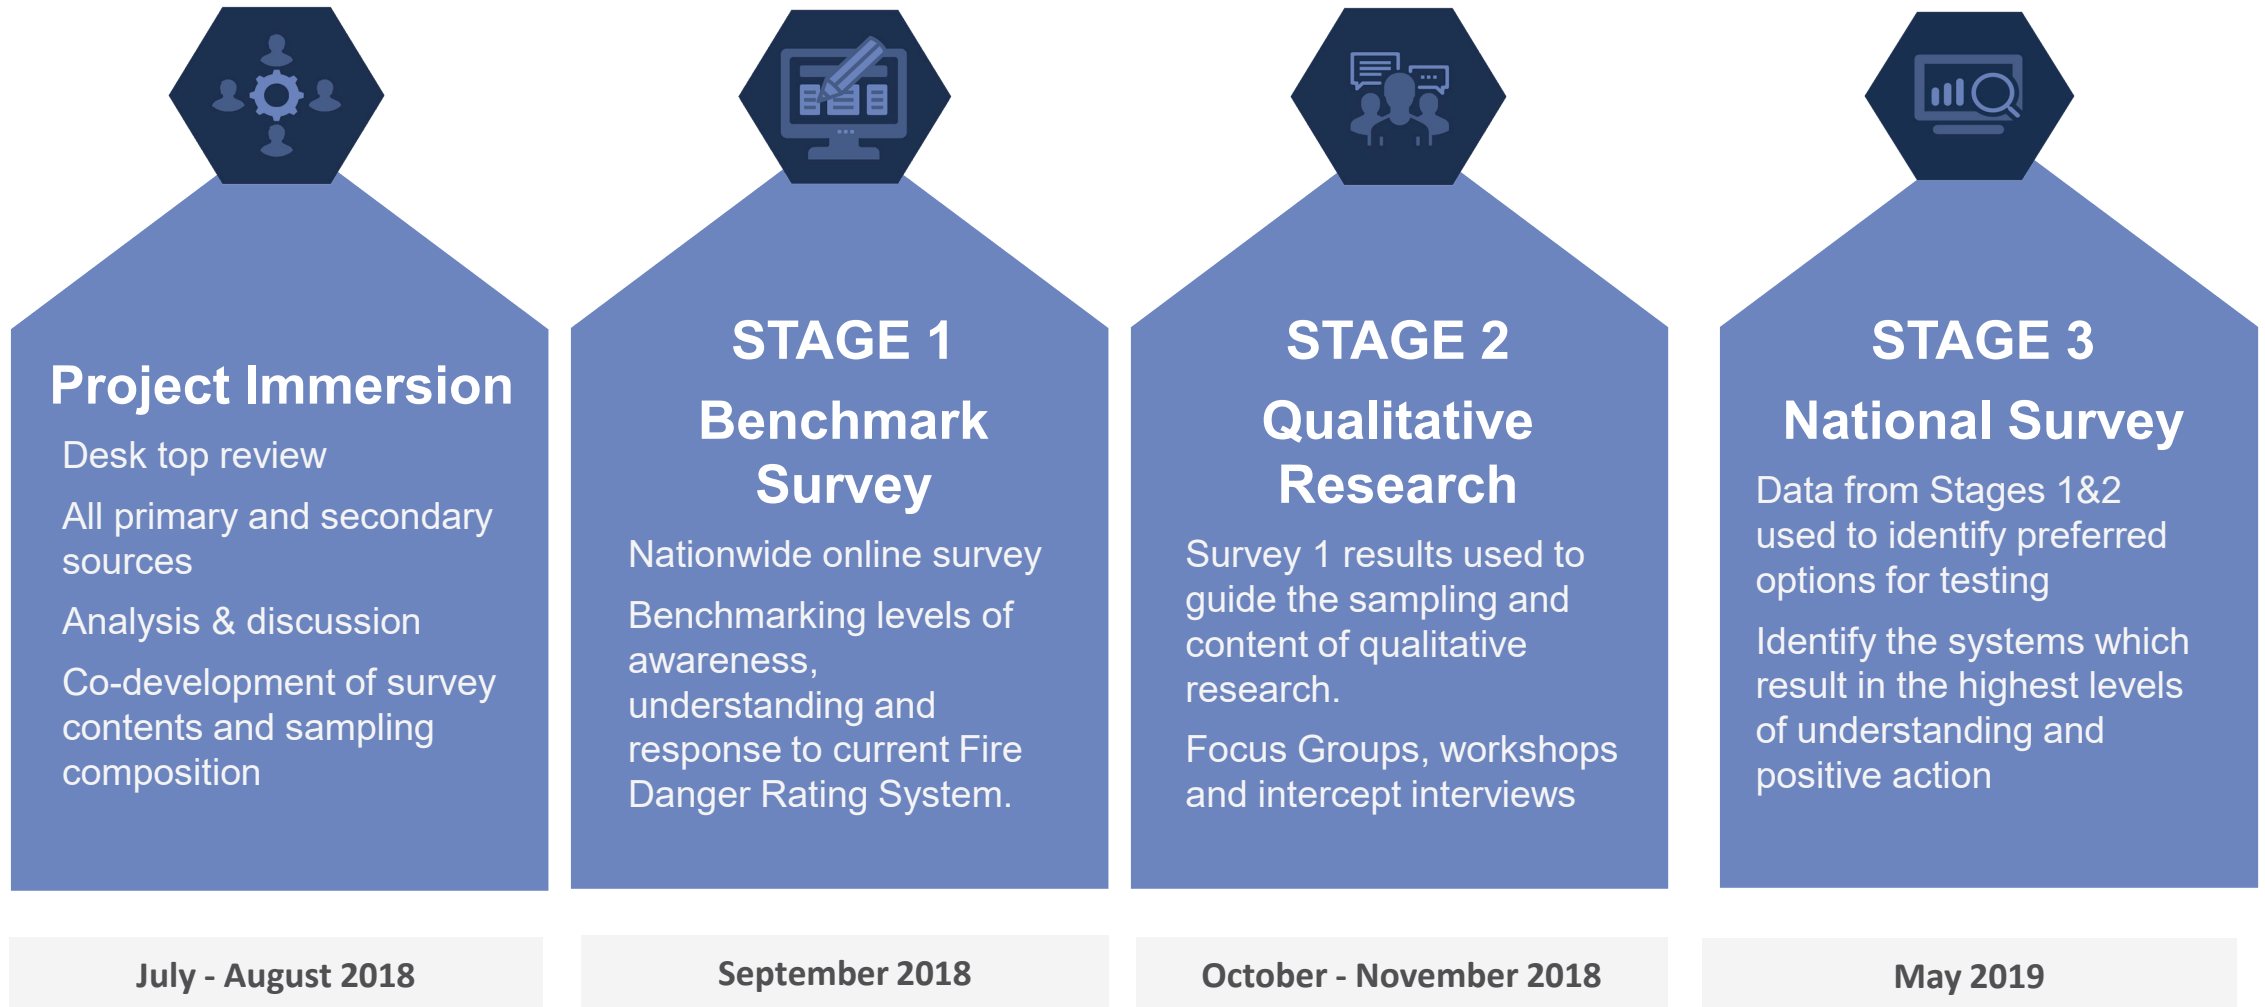 Project Immersion
Desk top review
All primary and secondary
sources
Analysis & discussion
Co-development of survey
contents and sampling
composition
July - August 2018
STAGE 1
Benchmark
Survey
Nationwide online survey
Benchmarking levels of
awareness,
understanding and
response to current Fire
Danger Rating System.
September 2018
STAGE 2
Qualitative
Research
Survey 1 results used to
guide the sampling and
content of qualitative
research.
Focus Groups, workshops
and intercept interviews
October - November 2018
STAGE 3
National Survey
Data from Stages 1&2
used to identify preferred
options for testing
Identify the systems which
result in the highest levels
of understanding and
positive action
May 2019